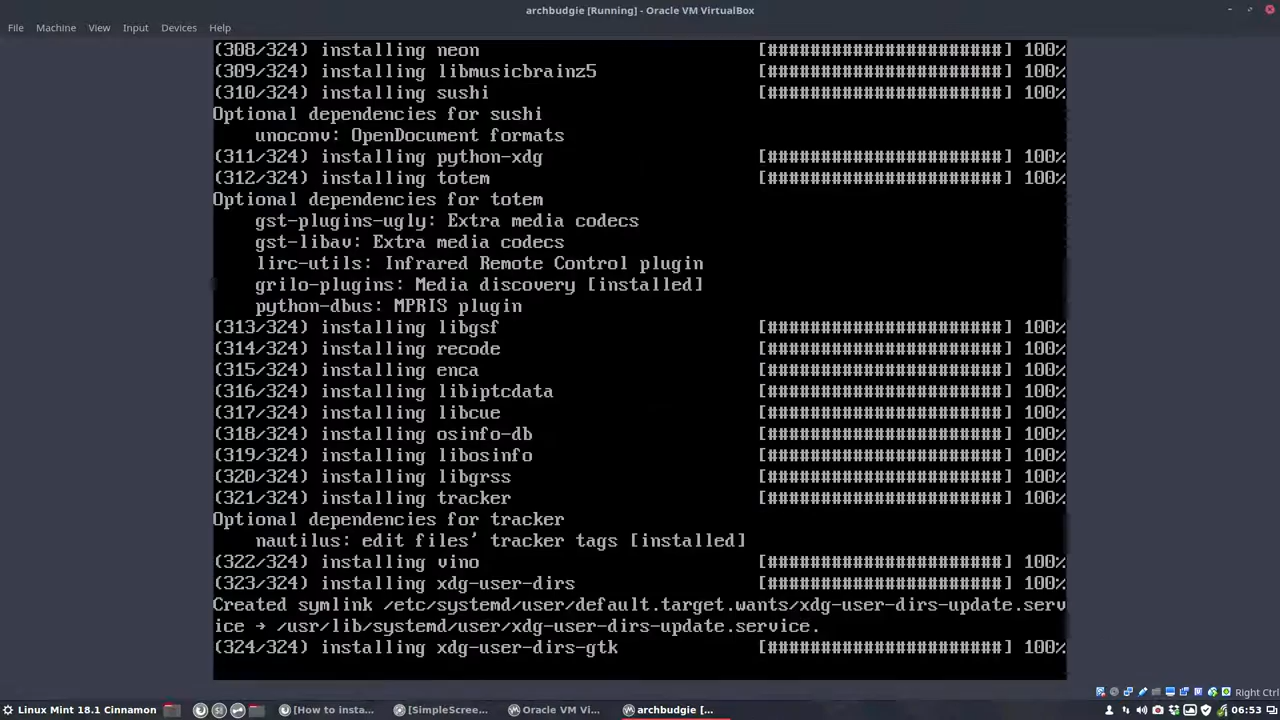 archbudgie [Running] - Oracle VM VirtualBox
File Machine View Input Devices Help
(308/324) installing neon [######################] 100%
(309/324) installing libmusicbrainz5 [######################] 100%
(310/324) installing sushi [######################] 100%
Optional dependencies for sushi
unoconv: OpenDocument formats
(311/324) installing python-xdg [######################] 100%
(312/324) installing totem [######################] 100%
Optional dependencies for totem
gst-plugins-ugly: Extra media codecs
gst-libav: Extra media codecs
lirc-utils: Infrared Remote Control plugin
grilo-plugins: Media discovery [installed]
python-dbus: MPRIS plugin
(313/324) installing libgsf [######################] 100%
(314/324) installing recode [######################] 100%
(315/324) installing enca [######################] 100%
(316/324) installing libiptcdata [######################] 100%
(317/324) installing libcue [######################] 100%
(318/324) installing osinfo-db [######################] 100%
(319/324) installing libosinfo [######################] 100%
(320/324) installing libgrss [######################] 100%
(321/324) installing tracker [######################] 100%
Optional dependencies for tracker
nautilus: edit files' tracker tags [installed]
(322/324) installing vino [######################] 100%
(323/324) installing xdg-user-dirs [######################] 100%
Created symlink /etc/systemd/user/default.target.wants/xdg-user-dirs-update.serv
ice → /usr/lib/systemd/user/xdg-user-dirs-update.service.
(324/324) installing xdg-user-dirs-gtk [######################] 100%
Right Ctrl
Linux Mint 18.1 Cinnamon [How to insta... [SimpleScree... Oracle VM Vi... archbudgie [... 06:53